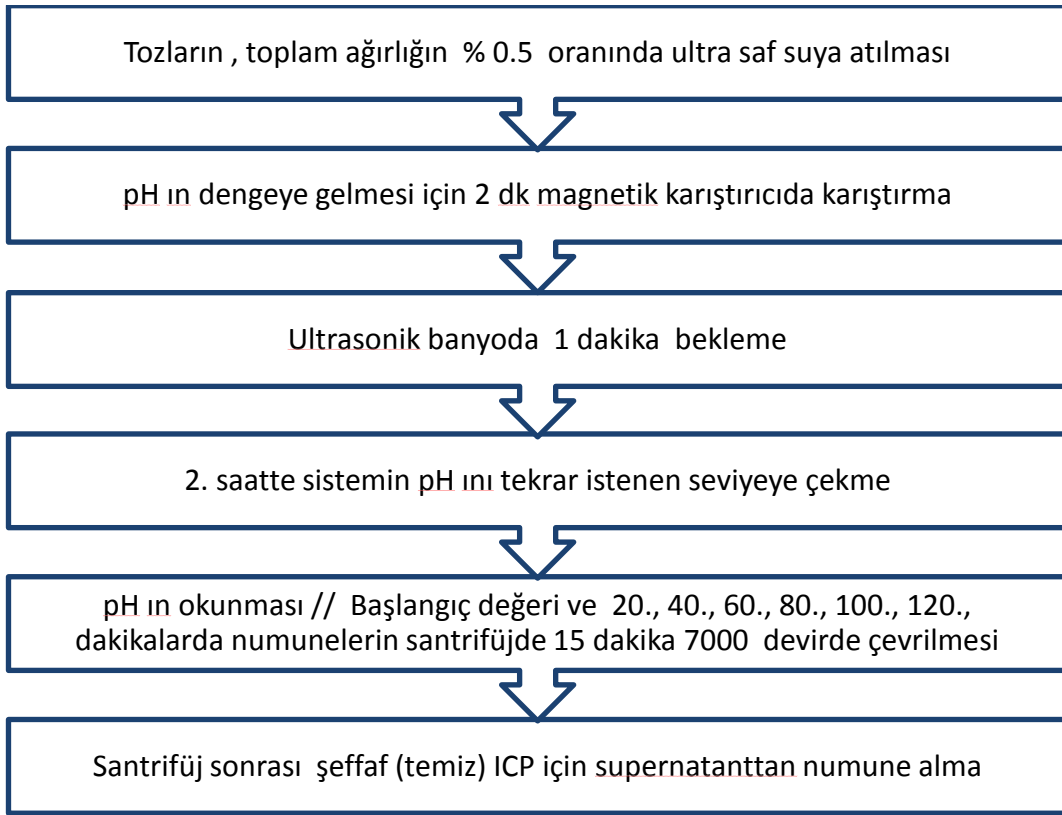 Tozların , toplam ağırlığın % 0.5 oranında ultra saf suya atılması
pH ın dengeye gelmesi için 2 dk magnetik karıştırıcıda karıştırma
Ultrasonik banyoda 1 dakika bekleme
2. saatte sistemin pH ını tekrar istenen seviyeye çekme
pH ın okunması // Başlangıç değeri ve 20., 40., 60., 80., 100., 120.,
dakikalarda numunelerin santrifüjde 15 dakika 7000 devirde çevrilmesi
Santrifüj sonrası şeffaf (temiz) ICP için supernatanttan numune alma